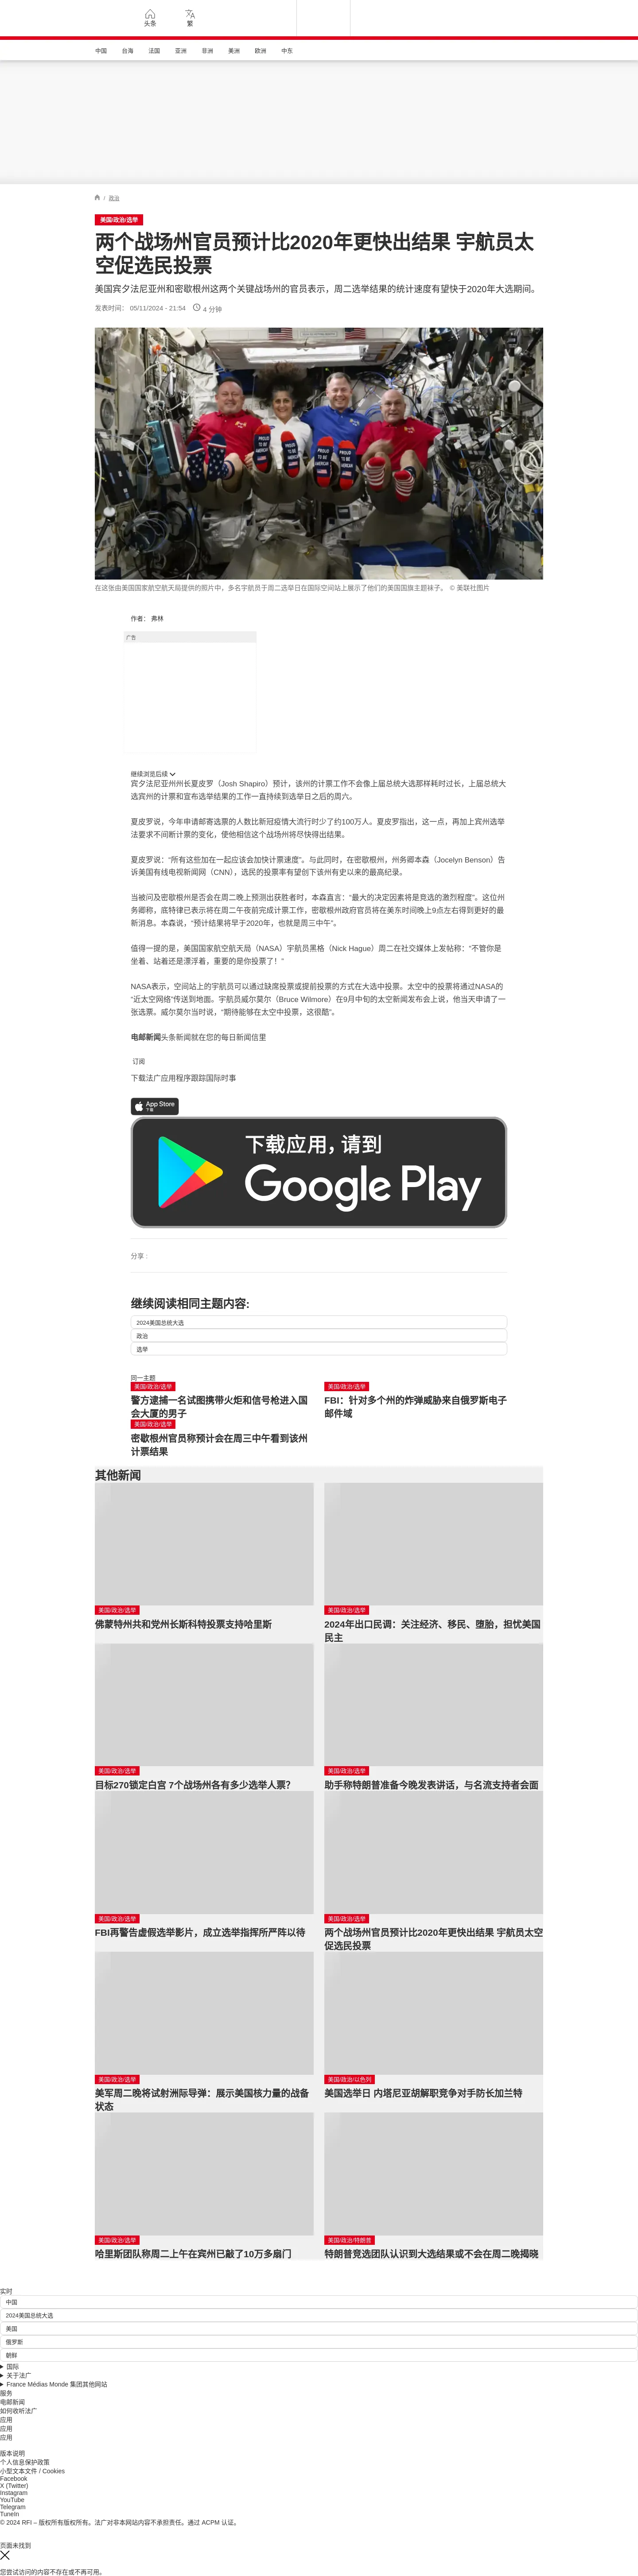 头条
繁
中国 台海 法国 亚洲 非洲 美洲 欧洲 中东
/ 政治
美国/政治/选举
两个战场州官员预计比2020年更快出结果 宇航员太
空促选民投票
美国宾夕法尼亚州和密歇根州这两个关键战场州的官员表示，周二选举结果的统计速度有望快于2020年大选期间。
发表时间： 05/11/2024 - 21:54 4 分钟
PROUD TO BE AMERICAN
在这张由美国国家航空航天局提供的照片中，多名宇航员于周二选举日在国际空间站上展示了他们的美国国旗主题袜子。 © 美联社图片
作者： 弗林
广告
继续浏览后续
宾夕法尼亚州州长夏皮罗（Josh Shapiro）预计，该州的计票工作不会像上届总统大选那样耗时过长，上届总统大
选宾州的计票和宣布选举结果的工作一直持续到选举日之后的周六。
夏皮罗说，今年申请邮寄选票的人数比新冠疫情大流行时少了约100万人。夏皮罗指出，这一点，再加上宾州选举
法要求不间断计票的变化，使他相信这个战场州将尽快得出结果。
夏皮罗说："所有这些加在一起应该会加快计票速度"。与此同时，在密歇根州，州务卿本森（Jocelyn Benson）告
诉美国有线电视新闻网（CNN），选民的投票率有望创下该州有史以来的最高纪录。
当被问及密歇根州是否会在周二晚上预测出获胜者时，本森直言："最大的决定因素将是竞选的激烈程度"。这位州
务卿称，底特律已表示将在周二午夜前完成计票工作，密歇根州政府官员将在美东时间晚上9点左右得到更好的最
新消息。本森说，"预计结果将早于2020年，也就是周三中午"。
值得一提的是，美国国家航空航天局（NASA）宇航员黑格（Nick Hague）周二在社交媒体上发帖称："不管你是
坐着、站着还是漂浮着，重要的是你投票了！"
NASA表示，空间站上的宇航员可以通过缺席投票或提前投票的方式在大选中投票。太空中的投票将通过NASA的
"近太空网络"传送到地面。宇航员威尔莫尔（Bruce Wilmore）在9月中旬的太空新闻发布会上说，他当天申请了一
张选票。威尔莫尔当时说，"期待能够在太空中投票，这很酷"。
电邮新闻头条新闻就在您的每日新闻信里
订阅
下载法广应用程序跟踪国际时事
App Store
下载
下载应用，请到
Google Play
分享 :
继续阅读相同主题内容:
2024美国总统大选
政治
选举
同一主题
美国/政治/选举
警方逮捕一名试图携带火炬和信号枪进入国
会大厦的男子
美国/政治/选举
FBI：针对多个州的炸弹威胁来自俄罗斯电子
邮件域
美国/政治/选举
密歇根州官员称预计会在周三中午看到该州
计票结果
其他新闻
美国/政治/选举
佛蒙特州共和党州长斯科特投票支持哈里斯
美国/政治/选举
2024年出口民调：关注经济、移民、堕胎，担忧美国
民主
美国/政治/选举
目标270锁定白宫 7个战场州各有多少选举人票?
美国/政治/选举
助手称特朗普准备今晚发表讲话，与名流支持者会面
美国/政治/选举
FBI再警告虚假选举影片，成立选举指挥所严阵以待
美国/政治/选举
两个战场州官员预计比2020年更快出结果 宇航员太空
促选民投票
美国/政治/选举
美军周二晚将试射洲际导弹：展示美国核力量的战备
状态
美国/政治/以色列
美国选举日 内塔尼亚胡解职竞争对手防长加兰特
美国/政治/选举
哈里斯团队称周二上午在宾州已敲了10万多扇门
美国/政治/特朗普
特朗普竞选团队认识到大选结果或不会在周二晚揭晓
实时
中国
2024美国总统大选
美国
俄罗斯
朝鲜
国际
关于法广
France Médias Monde 集团其他网站
服务
电邮新闻
如何收听法广
应用
应用
应用
版本说明
个人信息保护政策
小型文本文件 / Cookies
Facebook
X (Twitter)
Instagram
YouTube
Telegram
TuneIn
© 2024 RFI – 版权所有版权所有。法广对非本网站内容不承担责任。通过 ACPM 认证。
页面未找到
您尝试访问的内容不存在或不再可用。